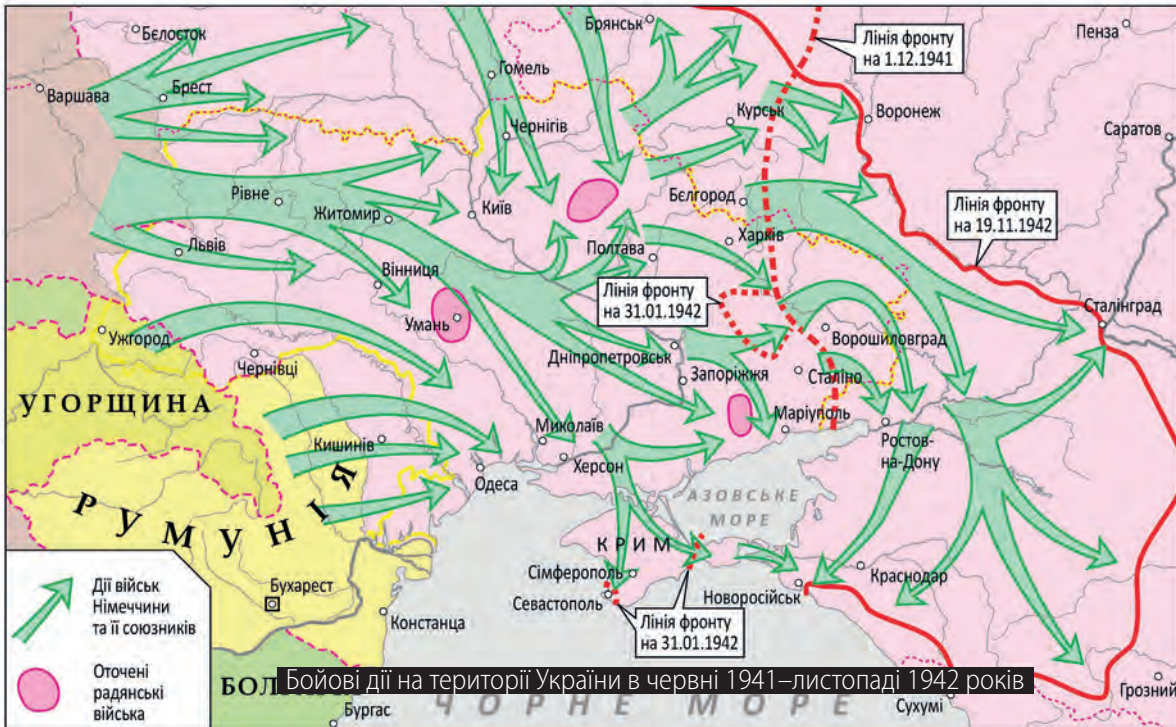 Бєлосток
Брянськ
Лінія фронту
на 1.12.1941
Пенза
Варшава
Брест
Гомель
Чернігів
Курськ
Воронеж
Саратов
Рівне
Житомир
Київ
Бєлгород
Лінія фронту
на 19.11.1942
Львів
Вінниця
Полтава
Харків
Лінія фронту
на 31.01.1942
Сталінград
Ужгород
Умань
Ворошиловград
Чернівці
Дніпропетровськ
Запоріжжя
Сталіно
УГОРЩИНА
Миколаїв
Маріуполь
Кишинів
Херсон
Ростов-
на-Дону
Одеса
РУМУНІЯ
АЗОВСЬКЕ
МОРЕ
КРИМ
Дії військ
Німеччини
та її союзників
Бухарест
Сімферополь
Севастополь
Новоросійськ
Краснодар
Констанца
Лінія фронту
на 31.01.1942
Оточені
радянські
війська
БОЛ
Бойові дії на території України в червні 1941–листопаді 1942 років
Грозний
Бургас
ЧОРНЕ МОРЕ
Сухумі